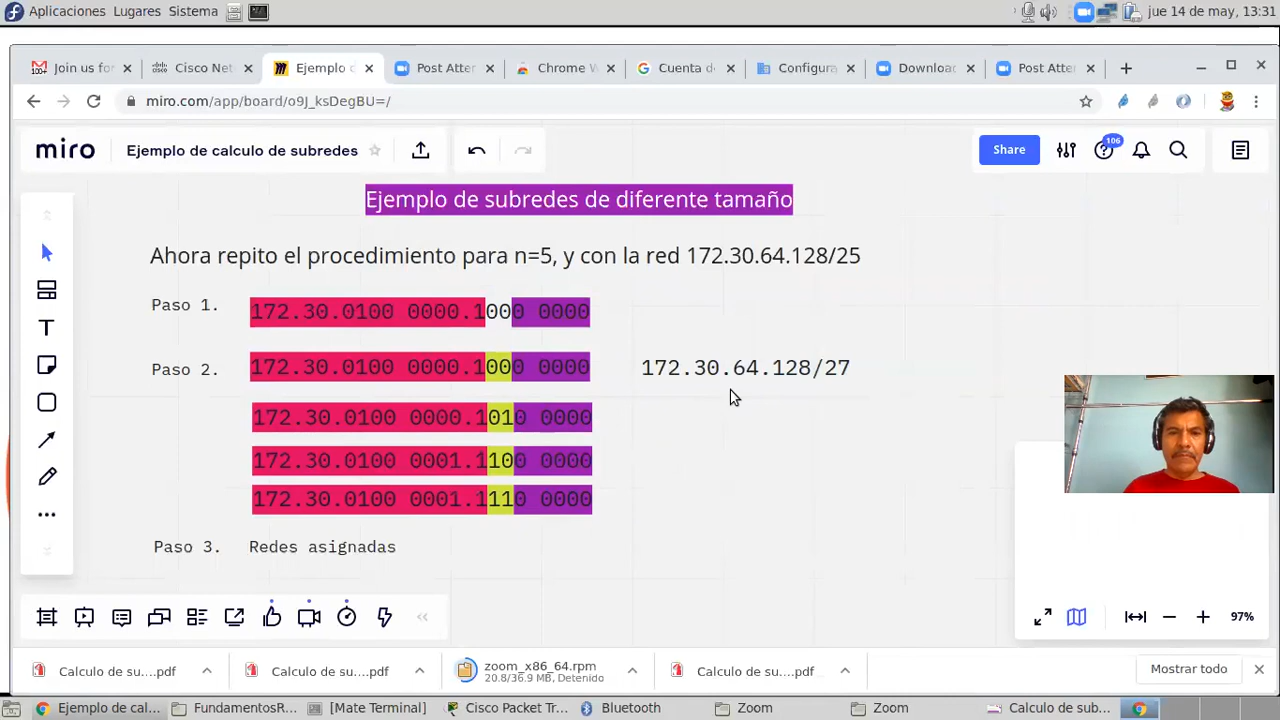 Aplicaciones Lugares Sistema jue 14 de may, 13:31
Join us for Cisco Net Ejemplo d Post Atter Chrome W Cuenta d Configura Downloa Post Atter
miro.com/app/board/o9J_ksDegBU=/
miro Ejemplo de calculo de subredes Share 106
Ejemplo de subredes de diferente tamaño
Ahora repito el procedimiento para n=5, y con la red 172.30.64.128/25
Paso 1. 172.30.0100 0000.1000 0000
Paso 2. 172.30.0100 0000.1000 0000 172.30.64.128/27
172.30.0100 0000.1010 0000
172.30.0100 0001.1100 0000
172.30.0100 0001.1110 0000
Paso 3. Redes asignadas
97%
Calculo de su....pdf Calculo de su....pdf zoom_x86_64.rpm Calculo de su....pdf Mostrar todo
20.8/36.9 MB, Detenido
Ejemplo de cal... FundamentosR... [Mate Terminal] Cisco Packet Tr... Bluetooth Zoom Zoom Calculo de sub...